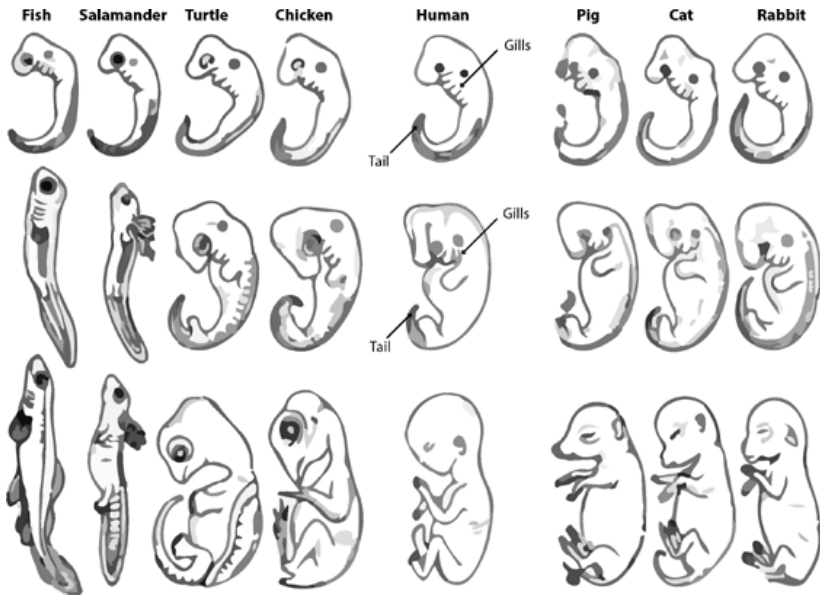 Fish Salamander Turtle Chicken Human Pig Cat Rabbit
Gills
Tail
Gills
Tail